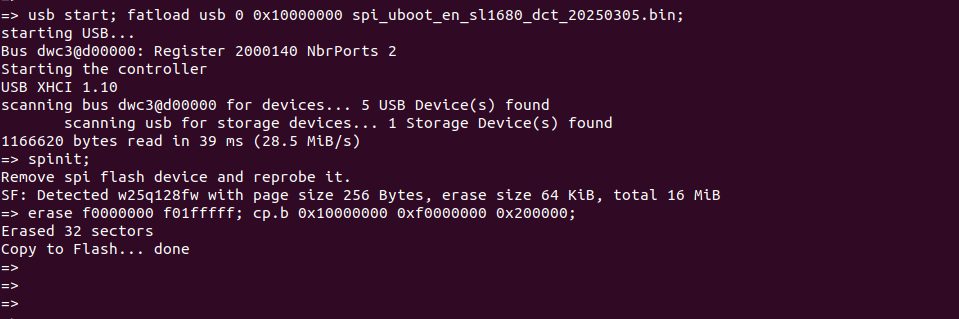 => usb start; fatload usb 0 0x10000000 spi_uboot_en_sl1680_dct_20250305.bin;
starting USB...
Bus dwc3@d00000: Register 2000140 NbrPorts 2
Starting the controller
USB XHCI 1.10
scanning bus dwc3@d00000 for devices... 5 USB Device(s) found
       scanning usb for storage devices... 1 Storage Device(s) found
1166620 bytes read in 39 ms (28.5 MiB/s)
=> spinit;
Remove spi flash device and reprobe it.
SF: Detected w25q128fw with page size 256 Bytes, erase size 64 KiB, total 16 MiB
=> erase f0000000 f01fffff; cp.b 0x10000000 0xf0000000 0x200000;
Erased 32 sectors
Copy to Flash... done
=>
=>
=>